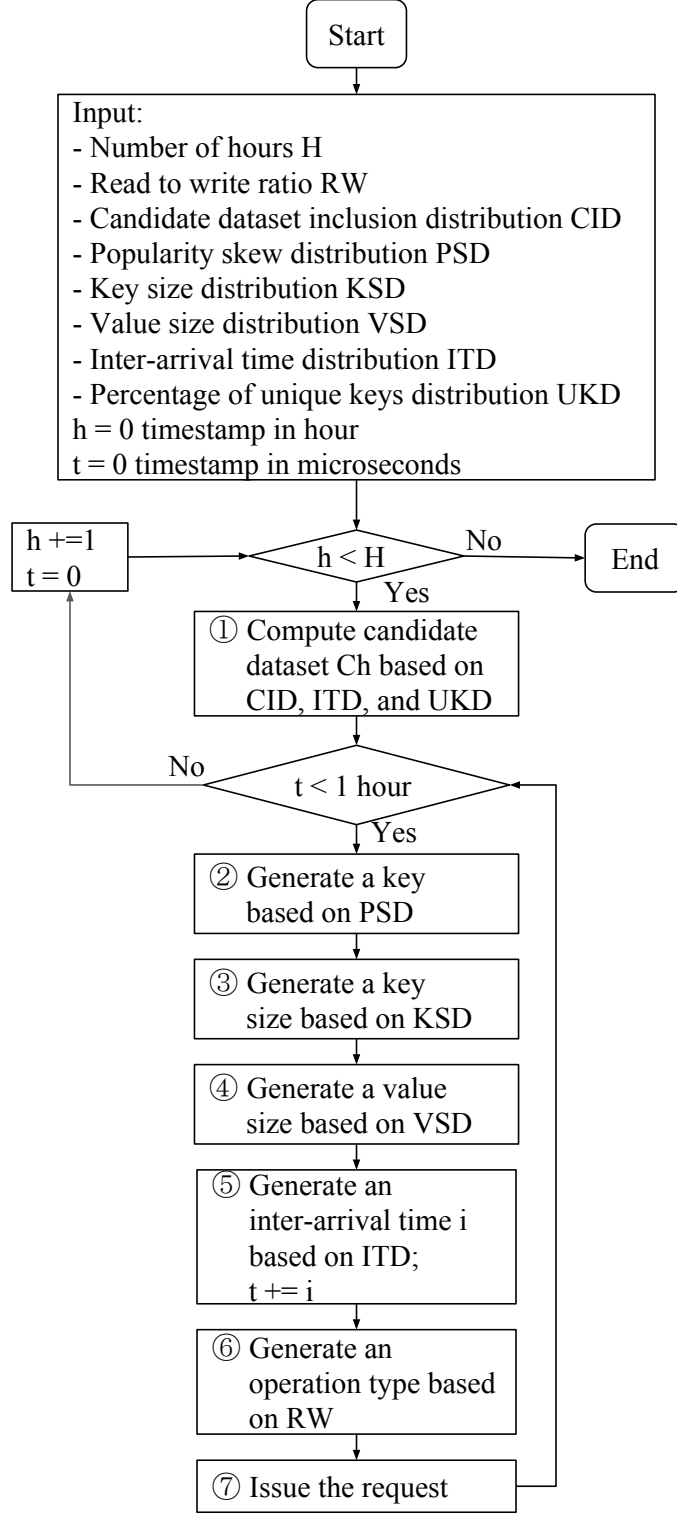 Start
Input:
- Number of hours H
- Read to write ratio RW
- Candidate dataset inclusion distribution CID
- Popularity skew distribution PSD
- Key size distribution KSD
- Value size distribution VSD
- Inter-arrival time distribution ITD
- Percentage of unique keys distribution UKD
h = 0 timestamp in hour
t = 0 timestamp in microseconds
h +=1
t = 0
h < H
No
End
Yes
① Compute candidate
dataset Ch based on
CID, ITD, and UKD
No
t < 1 hour
Yes
② Generate a key
based on PSD
③ Generate a key
size based on KSD
④ Generate a value
size based on VSD
⑤ Generate an
inter-arrival time i
based on ITD;
t += i
⑥ Generate an
operation type based
on RW
⑦ Issue the request